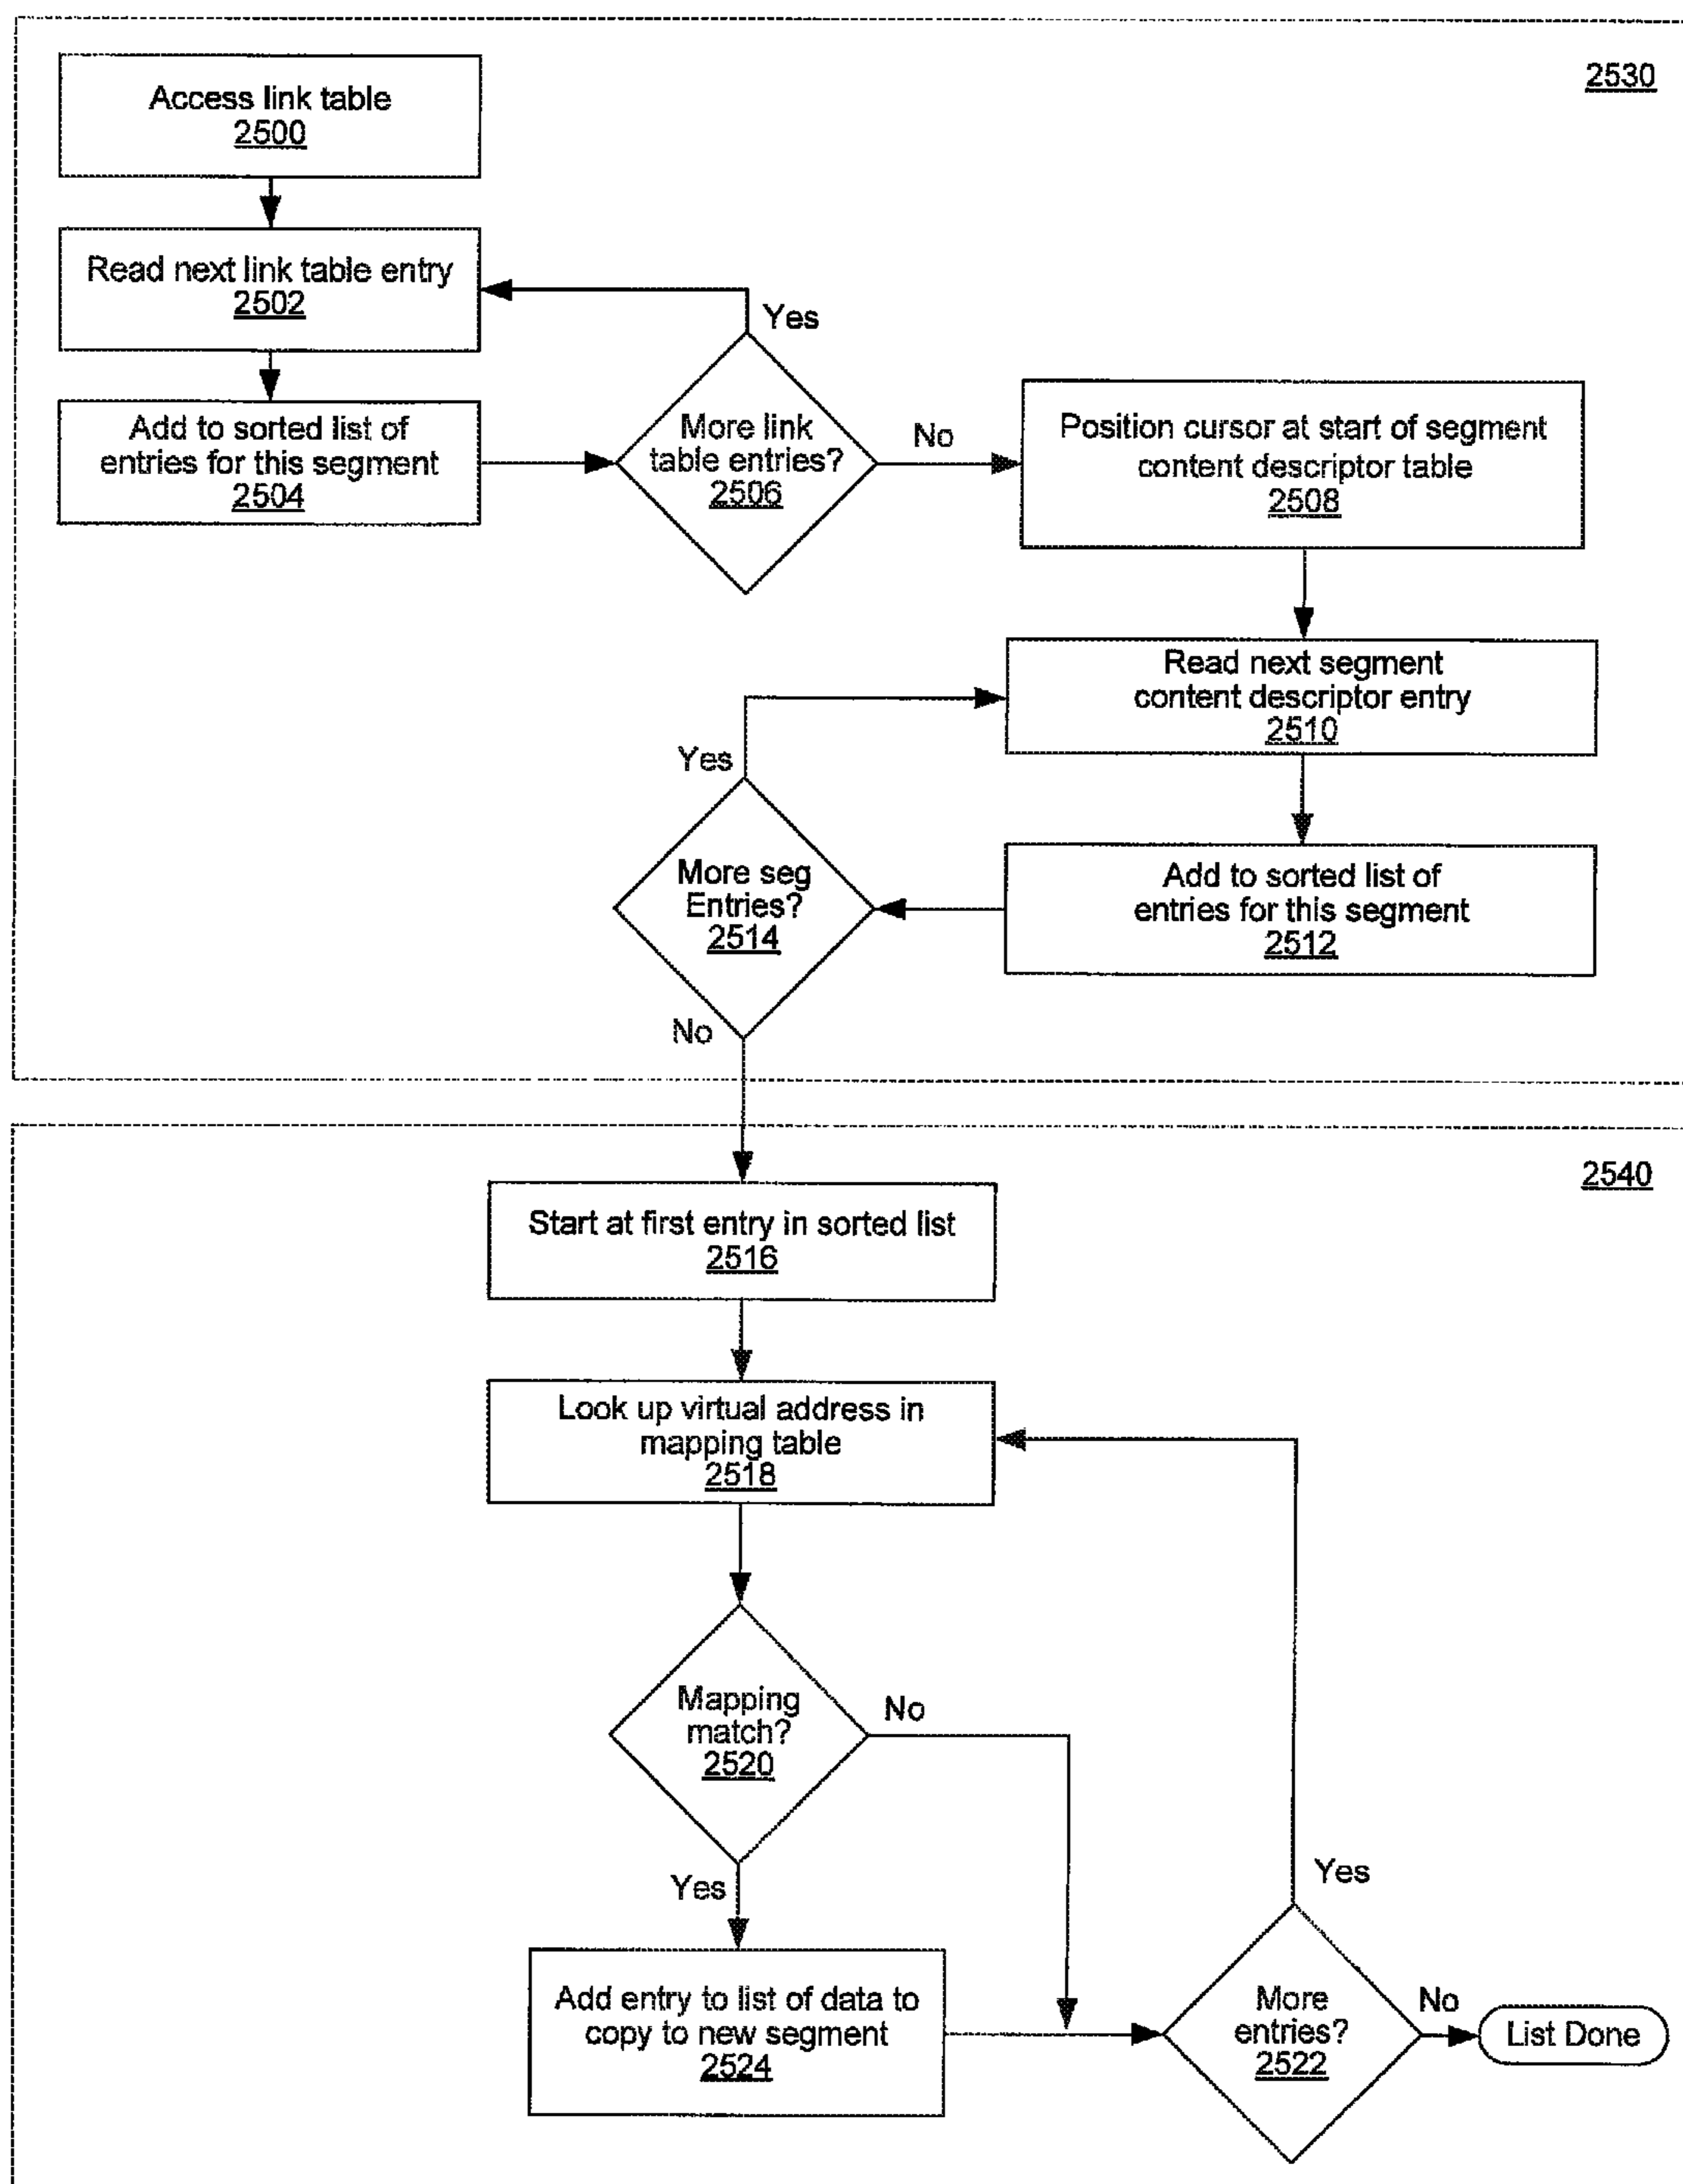 2530
Access link table
2500
Read next link table entry
2502
Yes
Add to sorted list of
entries for this segment
2504
More link
table entries?
2506
No
Position cursor at start of segment
content descriptor table
2508
Read next segment
content descriptor entry
2510
Yes
More seg
Entries?
2514
Add to sorted list of
entries for this segment
2512
No
2540
Start at first entry in sorted list
2516
Look up virtual address in
mapping table
2518
Mapping
match?
2520
No
Yes
Yes
Add entry to list of data to
copy to new segment
2524
More
entries?
2522
No
List Done